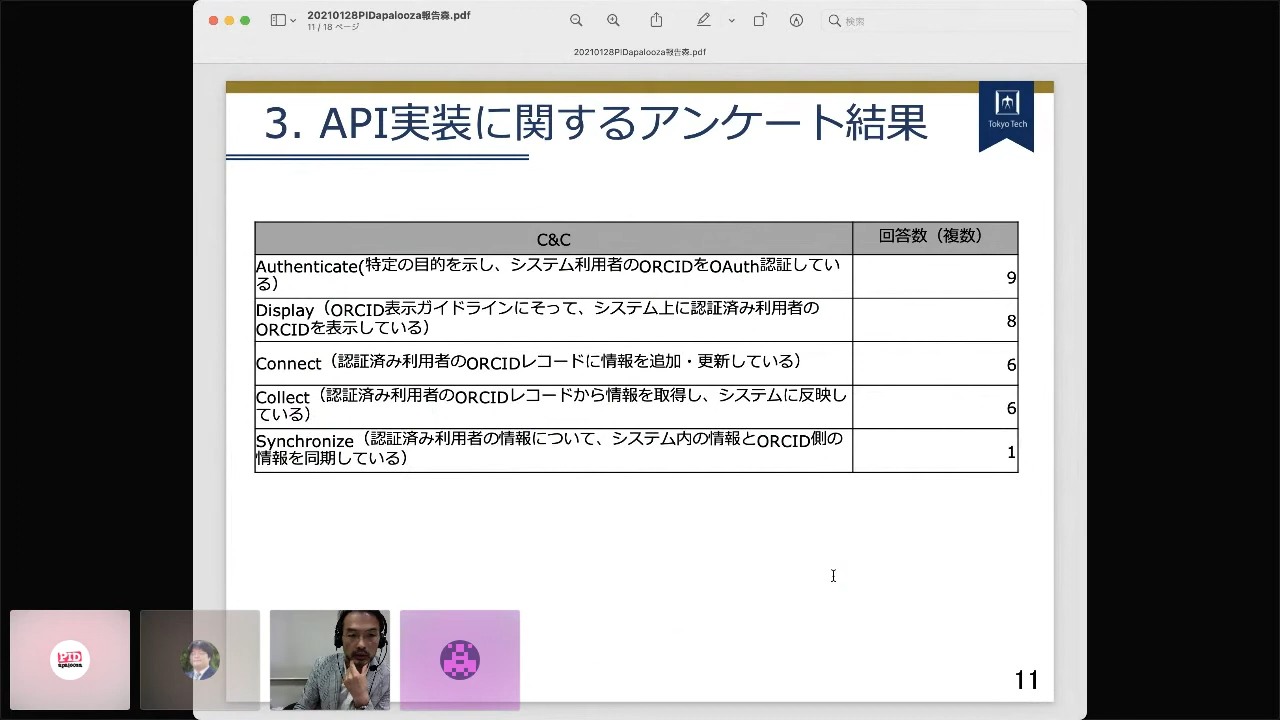 20210128PIDapalooza報告森.pdf
11 / 18 ページ
検索
20210128PIDapalooza報告森.pdf
3. API実装に関するアンケート結果
Tokyo Tech
C&C
回答数（複数）
Authenticate(特定の目的を示し、システム利用者のORCIDをOAuth認証してい
る）
9
Display（ORCID表示ガイドラインにそって、システム上に認証済み利用者の
ORCIDを表示している）
8
Connect（認証済み利用者のORCIDレコードに情報を追加・更新している）
6
Collect（認証済み利用者のORCIDレコードから情報を取得し、システムに反映し
ている）
6
Synchronize（認証済み利用者の情報について、システム内の情報とORCID側の
情報を同期している）
1
PID
apalooza
11